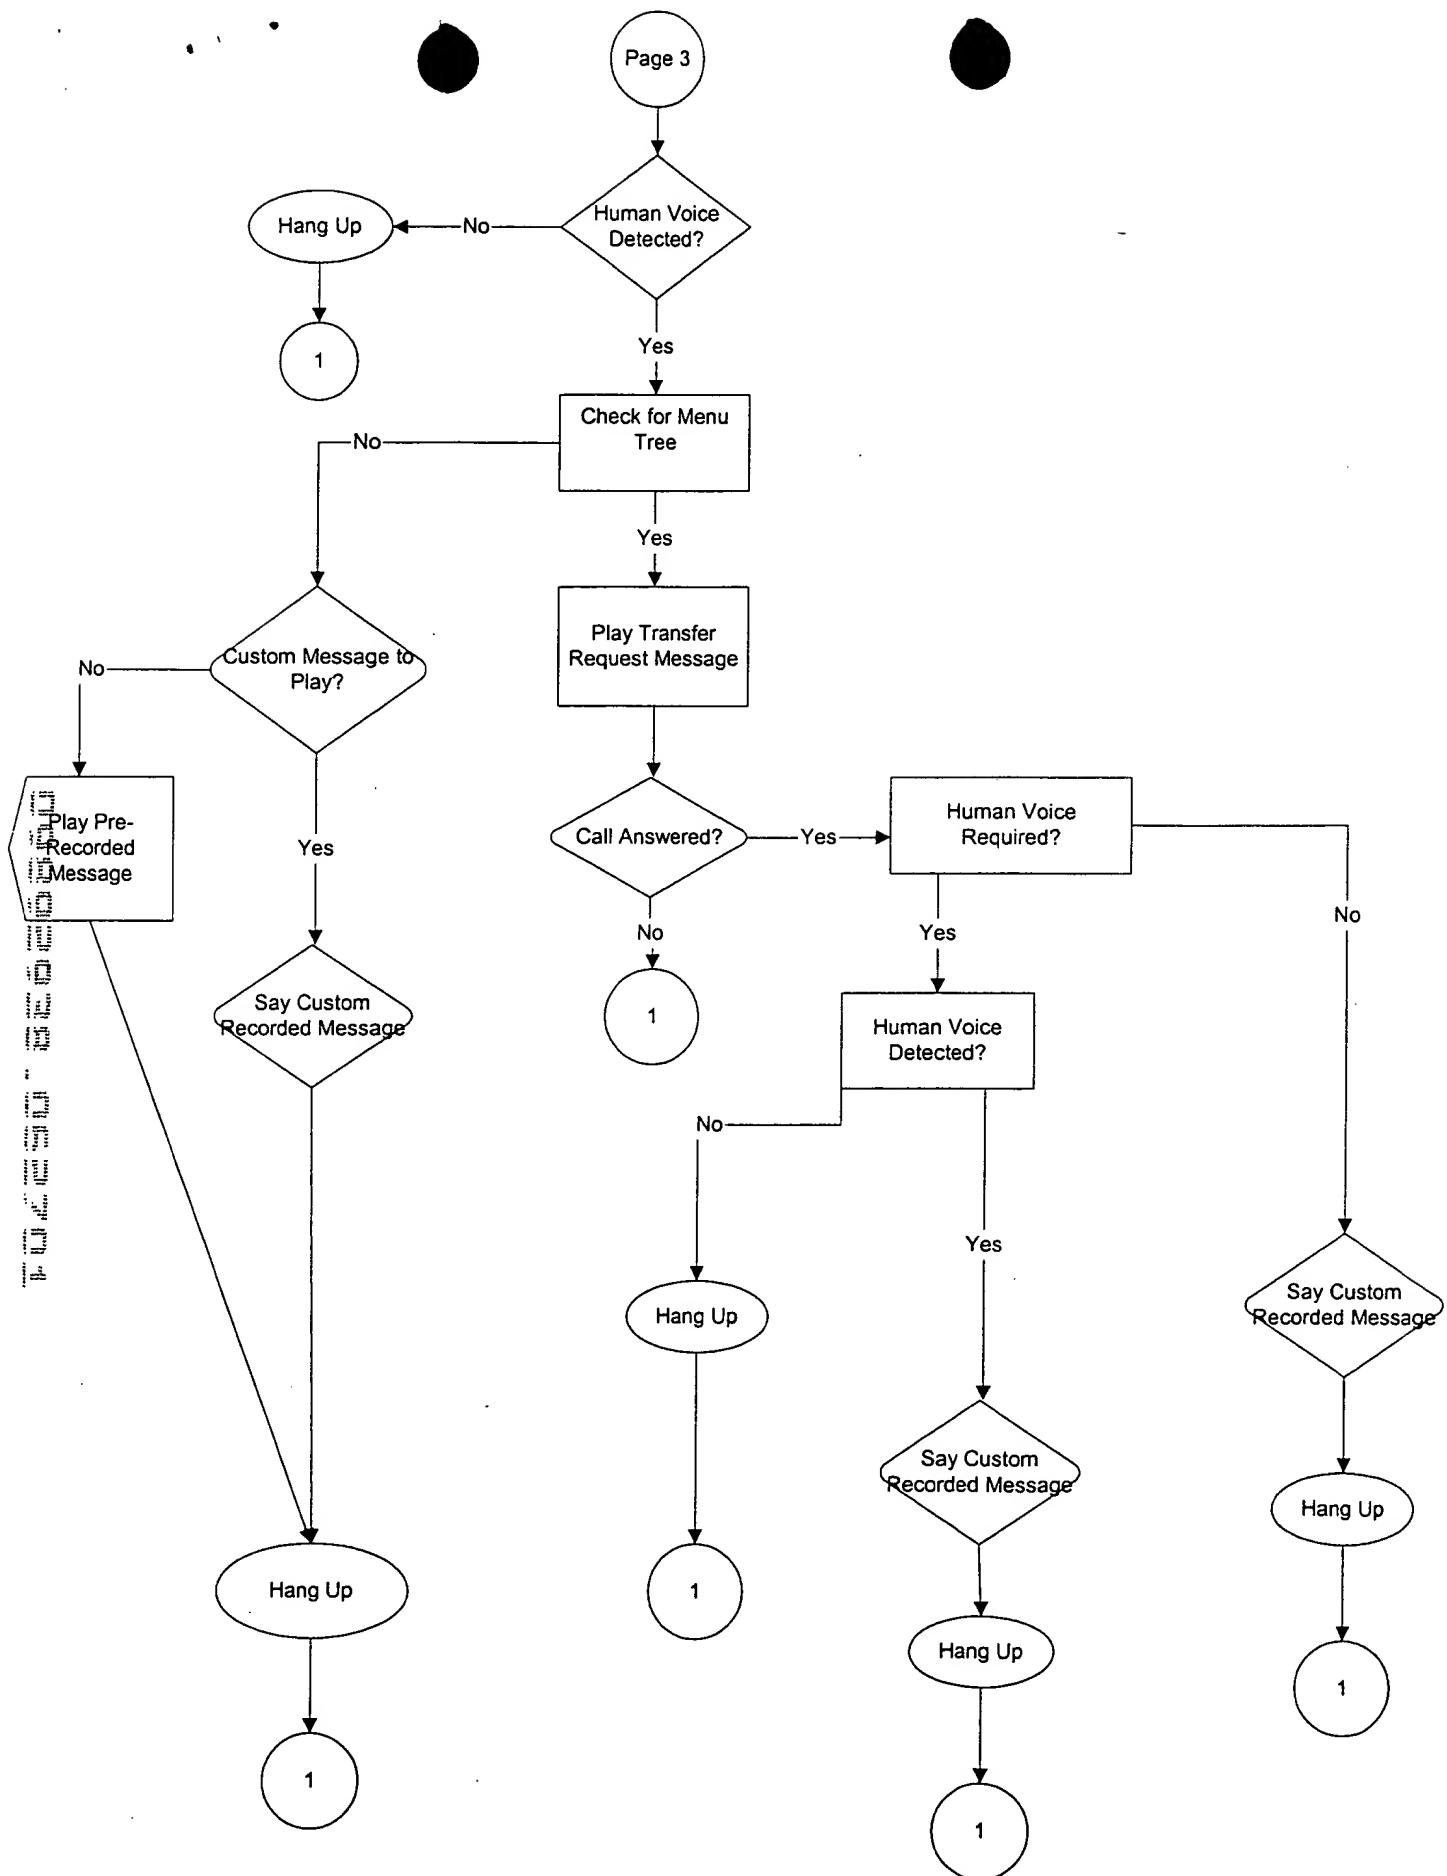 Page 3
Human Voice
Detected?
No
Hang Up
1
Yes
Check for Menu
Tree
No
Yes
Custom Message to
Play?
No
Play Transfer
Request Message
Play Pre-
Recorded
Message
Yes
Call Answered?
Yes
Human Voice
Required?
No
No
Yes
1
Say Custom
Recorded Message
Human Voice
Detected?
No
Yes
Hang Up
Say Custom
Recorded Message
Say Custom
Recorded Message
Hang Up
Hang Up
1
Hang Up
1
1
1